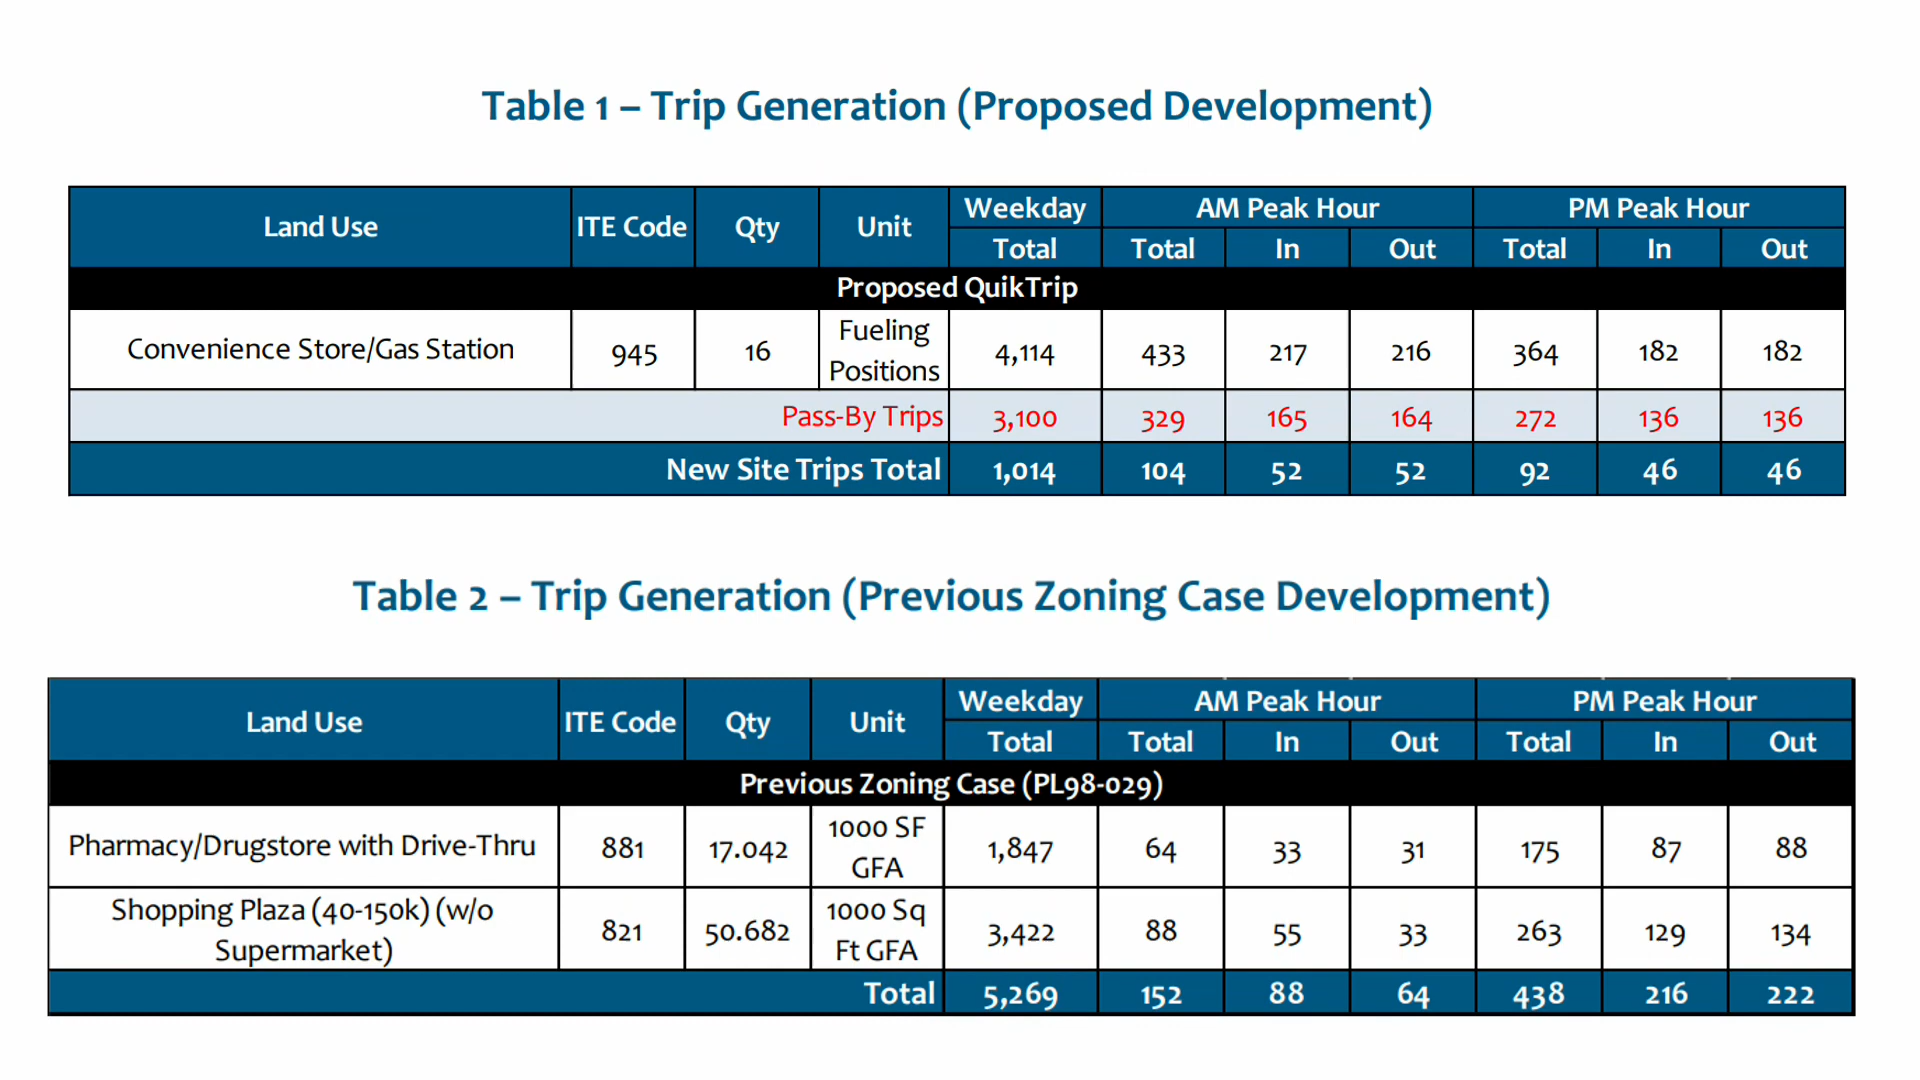 Table 1 – Trip Generation (Proposed Development)
Land Use ITE Code Qty Unit Weekday AM Peak Hour PM Peak Hour
Total Total In Out Total In Out
Proposed QuikTrip
Convenience Store/Gas Station 945 16 Fueling Positions 4,114 433 217 216 364 182 182
Pass-By Trips 3,100 329 165 164 272 136 136
New Site Trips Total 1,014 104 52 52 92 46 46
Table 2 – Trip Generation (Previous Zoning Case Development)
Land Use ITE Code Qty Unit Weekday AM Peak Hour PM Peak Hour
Total Total In Out Total In Out
Previous Zoning Case (PL98-029)
Pharmacy/Drugstore with Drive-Thru 881 17.042 1000 SF GFA 1,847 64 33 31 175 87 88
Shopping Plaza (40-150k) (w/o Supermarket) 821 50.682 1000 Sq Ft GFA 3,422 88 55 33 263 129 134
Total 5,269 152 88 64 438 216 222